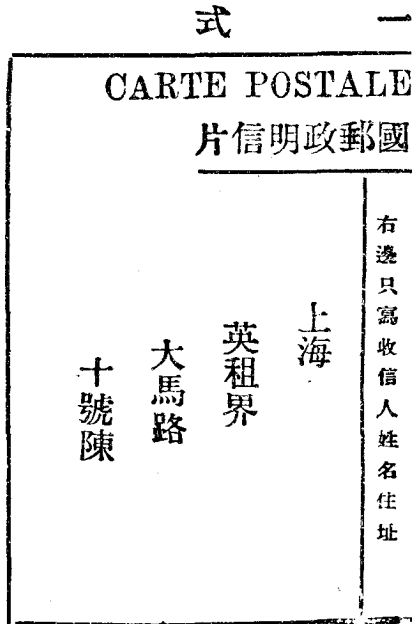 一式
CARTE POSTALE
國郵政明信片
右邊只寫收信人姓名住址
上海
英租界
大馬路
十號陳